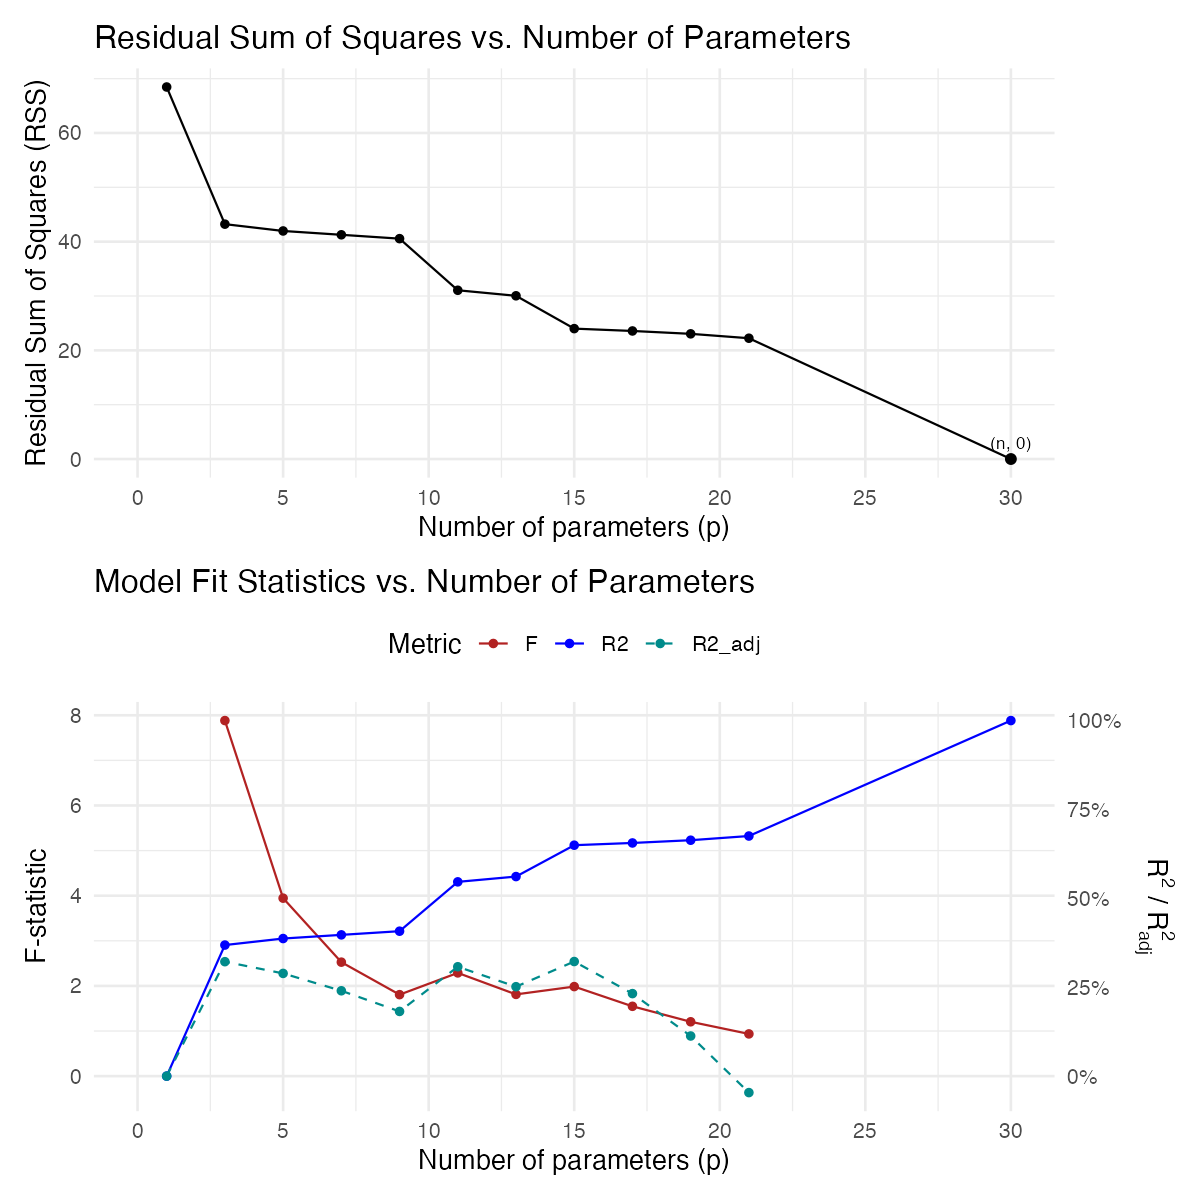 Residual Sum of Squares vs. Number of Parameters
Residual Sum of Squares (RSS)
60
40
20
0
(n, 0)
0 5 10 15 20 25 30
Number of parameters (p)
Model Fit Statistics vs. Number of Parameters
Metric F R2 R2_adj
F-statistic
8
6
4
2
0
100%
75%
50%
25%
0%
R² / R²adj
0 5 10 15 20 25 30
Number of parameters (p)